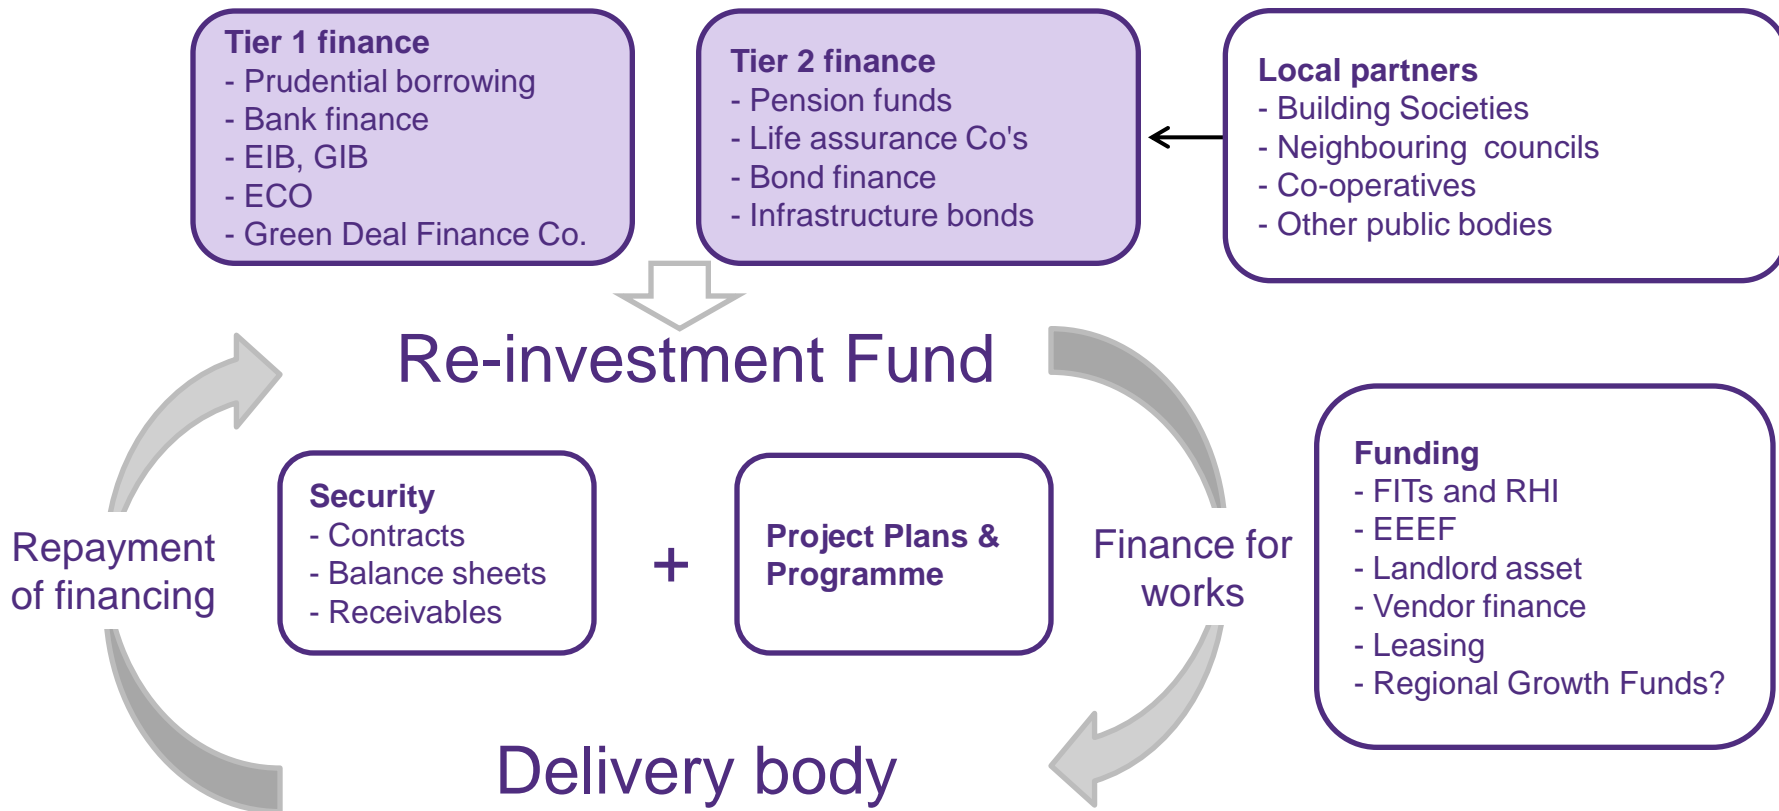 Tier 1 finance
- Prudential borrowing
- Bank finance
- EIB, GIB
- ECO
- Green Deal Finance Co.
Tier 2 finance
- Pension funds
- Life assurance Co's
- Bond finance
- Infrastructure bonds
Local partners
- Building Societies
- Neighbouring  councils
- Co-operatives
- Other public bodies
Re-investment Fund
Repayment
of financing
Security
- Contracts
- Balance sheets
- Receivables
+
Project Plans &
Programme
Finance for
works
Funding
- FITs and RHI
- EEEF
- Landlord asset
- Vendor finance
- Leasing
- Regional Growth Funds?
Delivery body